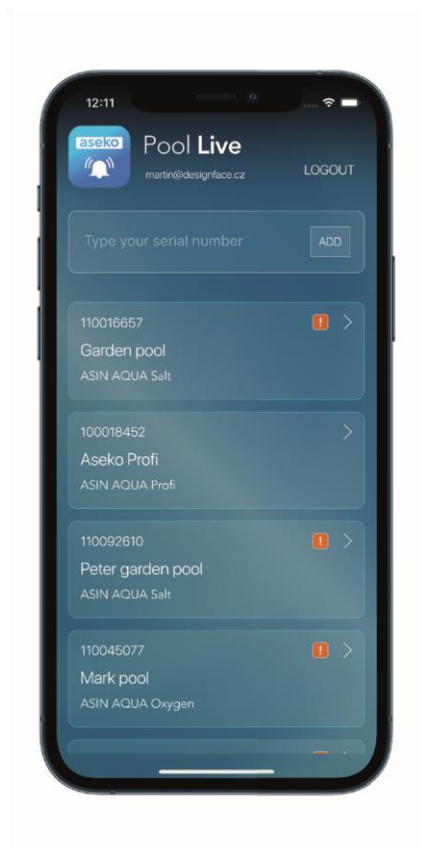 12:11
aseko
Pool Live
martin@designface.cz
LOGOUT
Type your serial number
ADD
110016657
!
Garden pool
ASIN AQUA Salt
100018452
Aseko Profi
ASIN AQUA Profi
110092610
!
Peter garden pool
ASIN AQUA Salt
110045077
!
Mark pool
ASIN AQUA Oxygen